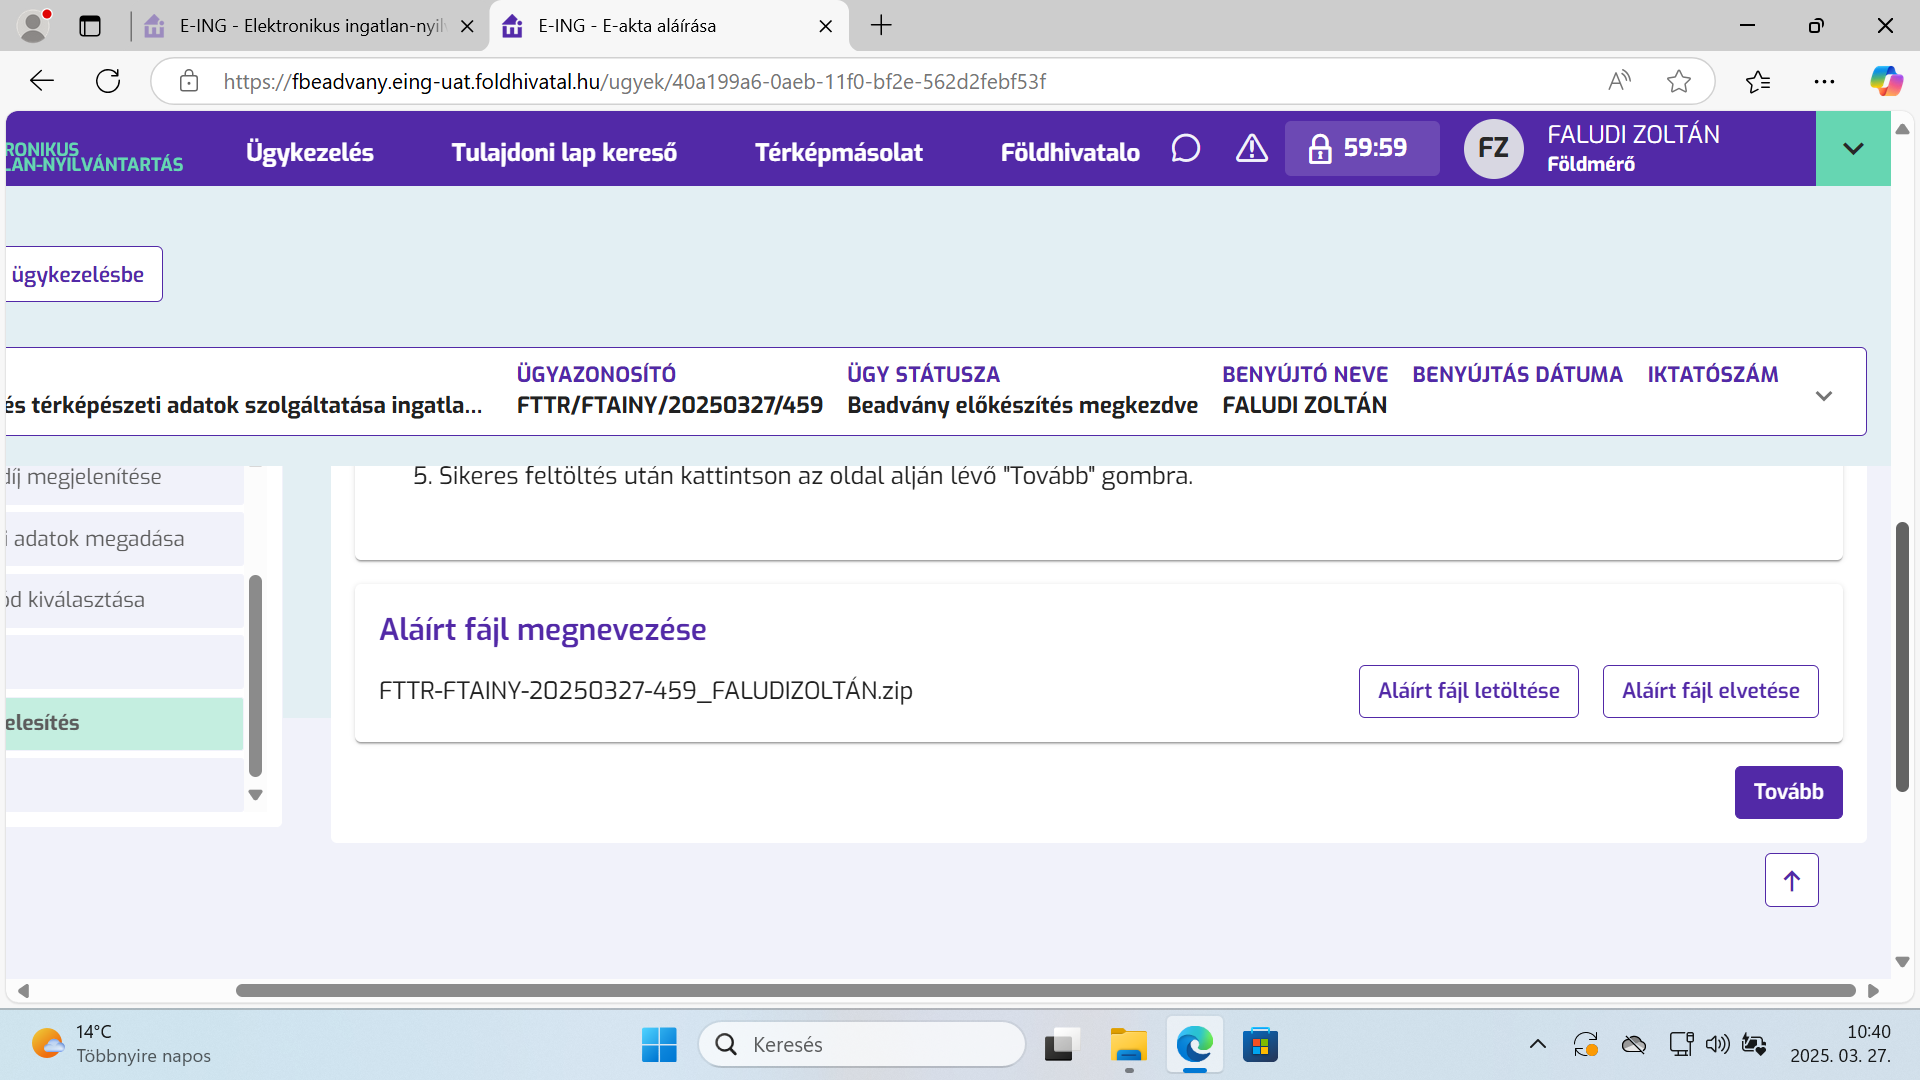 E-ING - Elektronikus ingatlan-nyil
E-ING - E-akta aláírása
https://fbeadvany.eing-uat.foldhivatal.hu/ugyek/40a199a6-0aeb-11f0-bf2e-562d2febf53f
RONIKUS
LAN-NYILVÁNTARTÁS
Ügykezelés
Tulajdoni lap kereső
Térképmásolat
Földhivatalo
59:59
FZ
FALUDI ZOLTÁN
Földmérő
ügykezelésbe
és térképészeti adatok szolgáltatása ingatla...
ÜGYAZONOSÍTÓ
FTTR/FTAINY/20250327/459
ÜGY STÁTUSZA
Beadvány előkészítés megkezdve
BENYÚJTÓ NEVE
FALUDI ZOLTÁN
BENYÚJTÁS DÁTUMA
IKTATÓSZÁM
díj megjelenítése
i adatok megadása
ód kiválasztása
elesítés
5. Sikeres feltöltés után kattintson az oldal alján lévő "Tovább" gombra.
Aláírt fájl megnevezése
FTTR-FTAINY-20250327-459_FALUDIZOLTÁN.zip
Aláírt fájl letöltése
Aláírt fájl elvetése
Tovább
14°C
Többnyire napos
Keresés
10:40
2025. 03. 27.